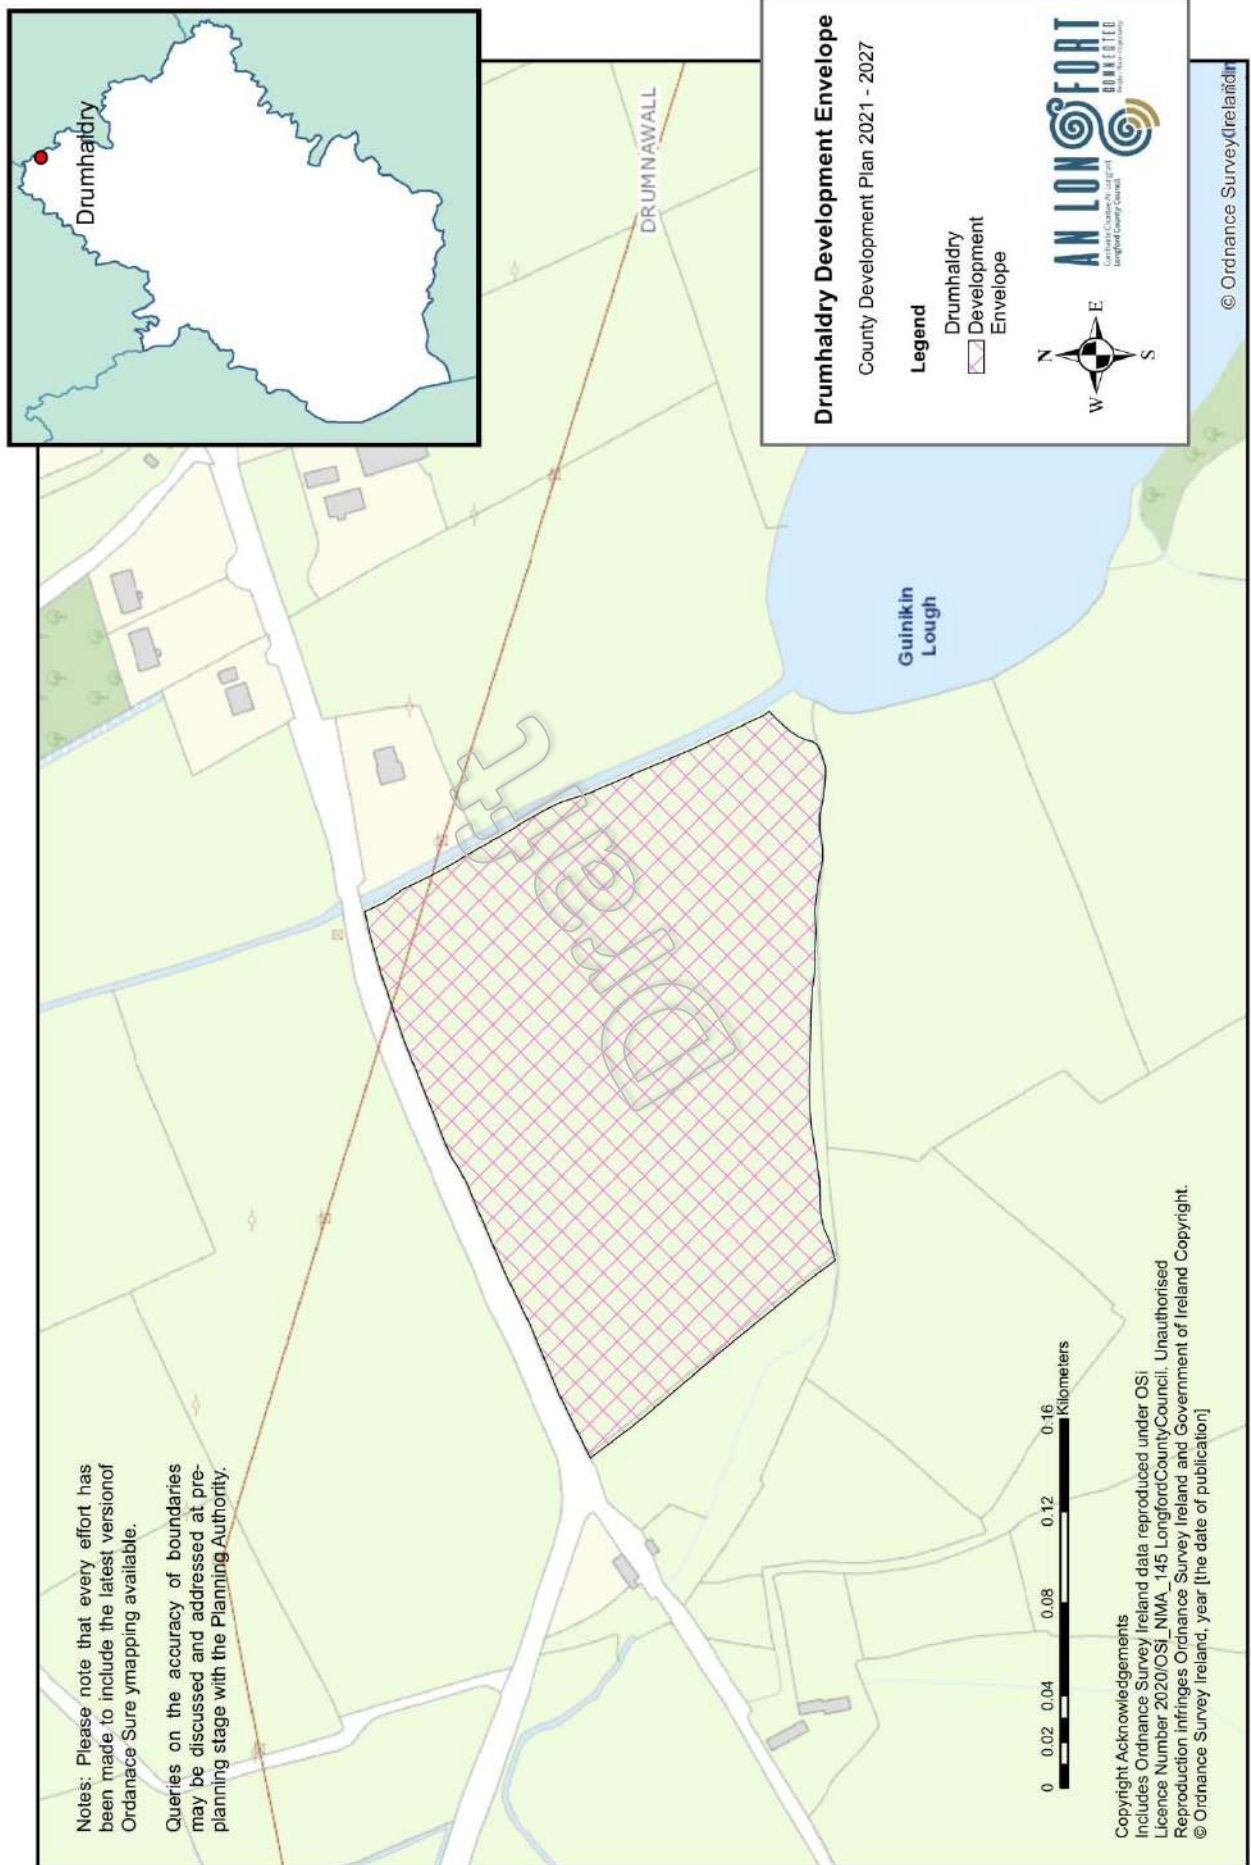 Notes: Please note that every effort has
been made to include the latest versionof
Ordanace Sure ymapping available.
Queries on the accuracy of boundaries
may be discussed and addressed at pre-
planning stage with the Planning Authority.
Drumhaldry
DRUMNAWALL
Guinikin
Lough
Draft
Drumhaldry Development Envelope
County Development Plan 2021 - 2027
Legend
Drumhaldry
Development
Envelope
N
W E
S
AN LONGFORT
CONNECTED
Comhairle Chontae An Longfort
Longford County Council
0 0.02 0.04 0.08 0.12 0.16
Kilometers
Copyright Acknowledgements
Includes Ordnance Survey Ireland data reproduced under OSi
Licence Number 2020/OSi_NMA_145 LongfordCountyCouncil. Unauthorised
Reproduction infringes Ordnance Survey Ireland and Government of Ireland Copyright.
© Ordnance Survey Ireland, year [the date of publication]
© Ordnance Survey Ireland